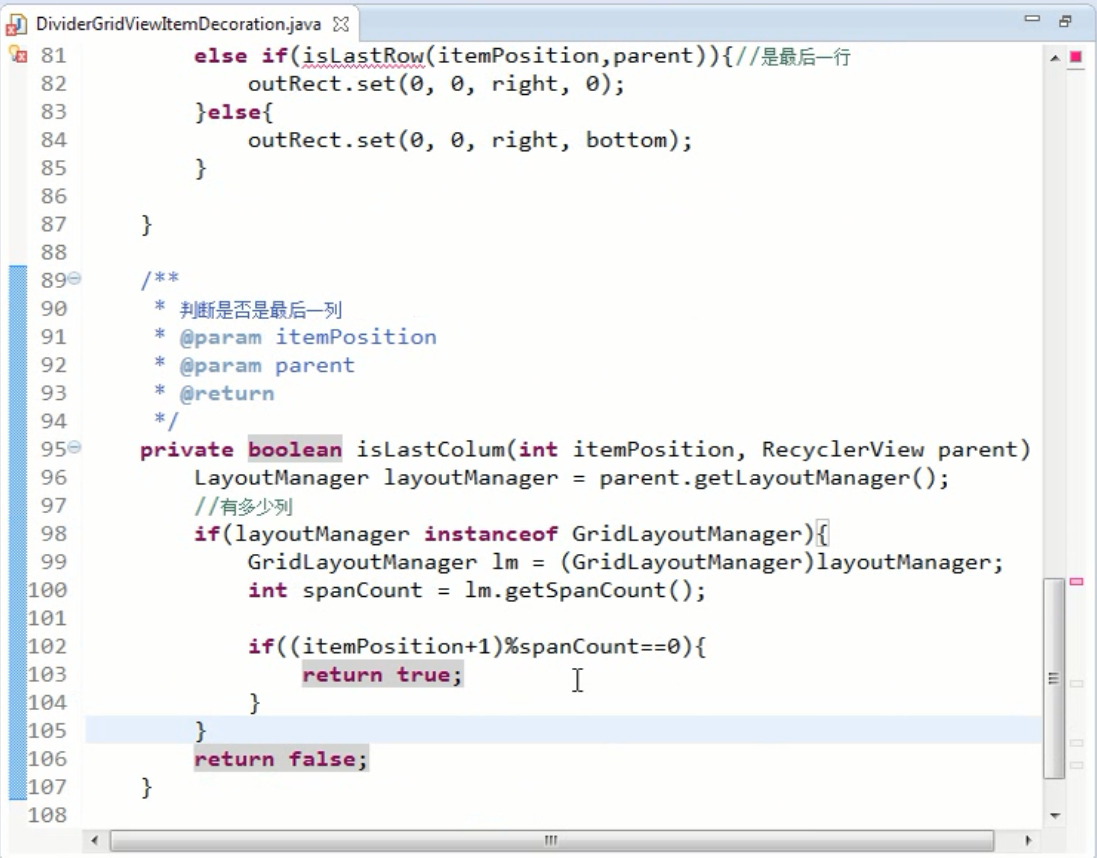 DividerGridViewItemDecoration.java
81 else if(isLastRow(itemPosition,parent)){//是最后一行
82 outRect.set(0, 0, right, 0);
83 }else{
84 outRect.set(0, 0, right, bottom);
85 }
86
87 }
88
89 /**
90 * 判断是否是最后一列
91 * @param itemPosition
92 * @param parent
93 * @return
94 */
95 private boolean isLastColum(int itemPosition, RecyclerView parent)
96 LayoutManager layoutManager = parent.getLayoutManager();
97 //有多少列
98 if(layoutManager instanceof GridLayoutManager){
99 GridLayoutManager lm = (GridLayoutManager)layoutManager;
100 int spanCount = lm.getSpanCount();
101
102 if((itemPosition+1)%spanCount==0){
103 return true;
104 }
105 }
106 return false;
107 }
108